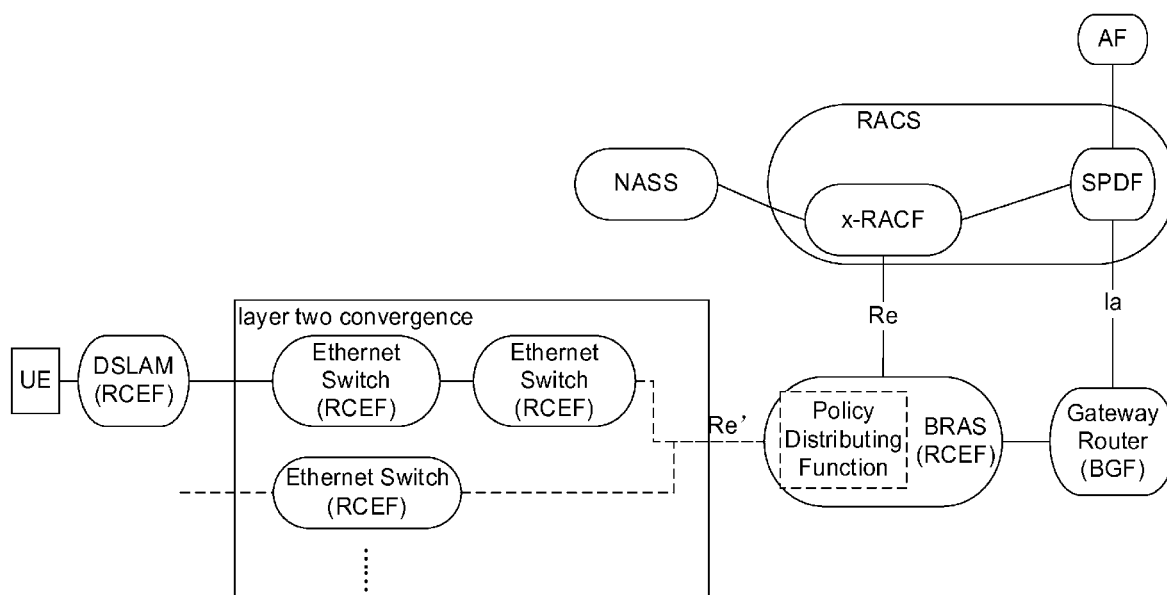 AF
RACS
NASS
SPDF
x-RACF
Re
Ia
layer two convergence
UE
DSLAM
(RCEF)
Ethernet
Switch
(RCEF)
Ethernet
Switch
(RCEF)
Re'
Policy
Distributing
Function
BRAS
(RCEF)
Gateway
Router
(BGF)
Ethernet Switch
(RCEF)